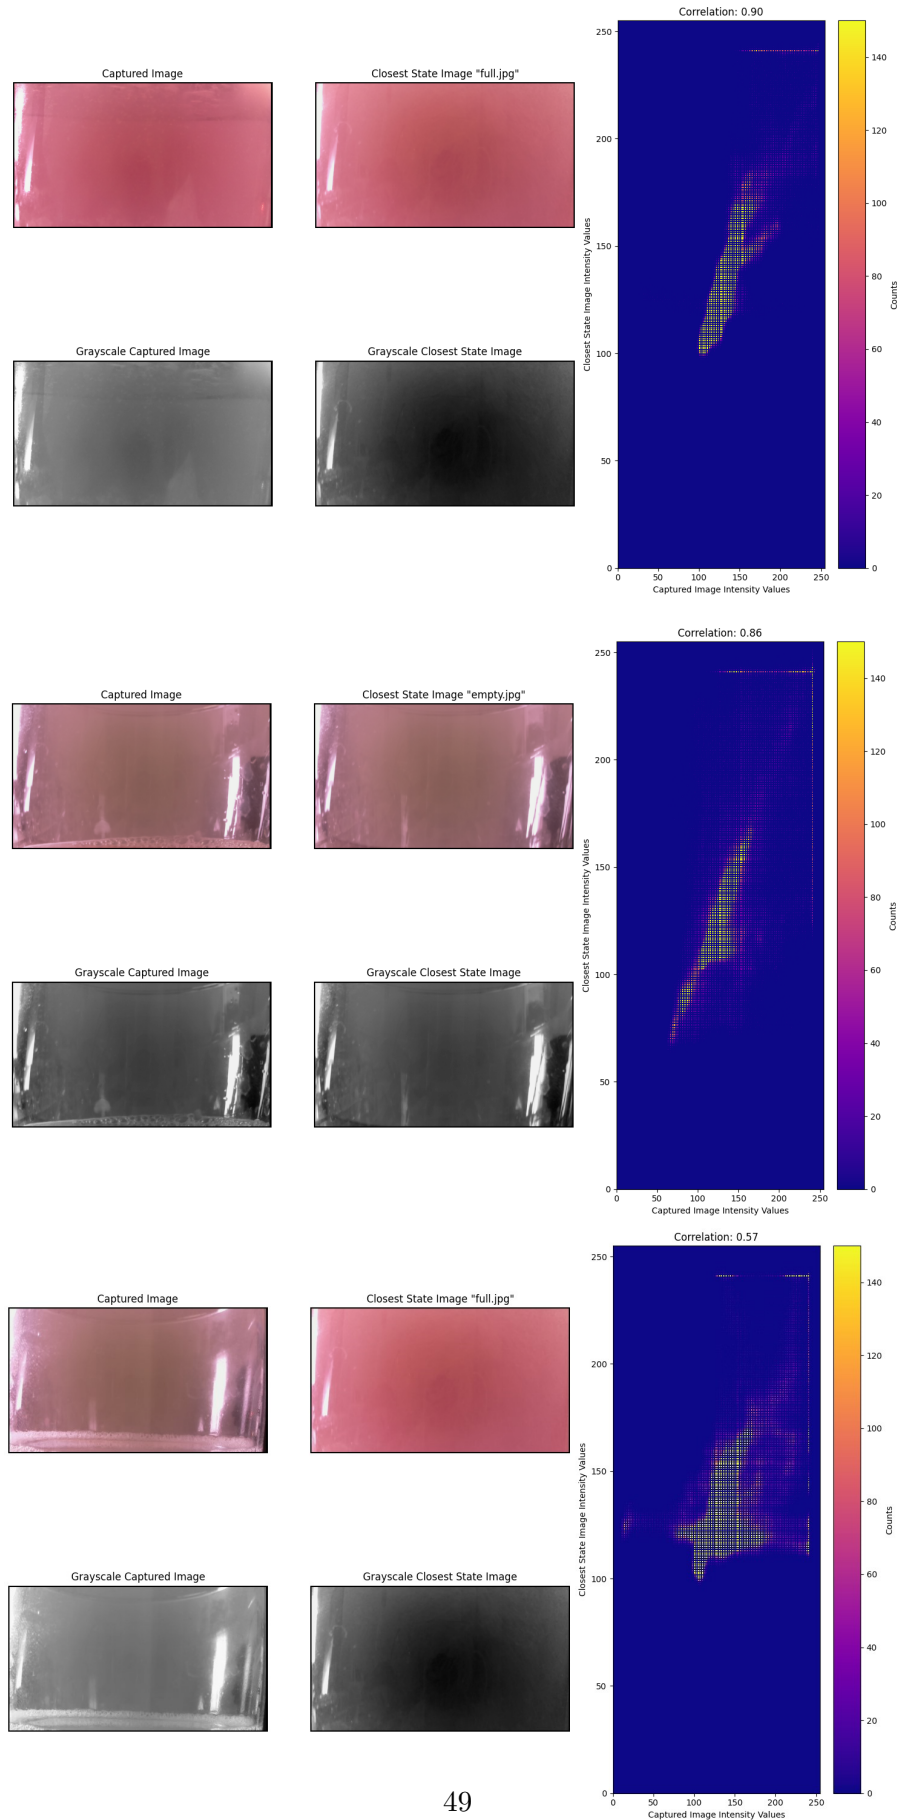 Correlation: 0.90
250
200
150
100
50
0
0 50 100 150 200 250
Closest State Image Intensity Values
Captured Image Intensity Values
140
120
100
80
60
40
20
0
Counts
Captured Image
Closest State Image "full.jpg"
Grayscale Captured Image
Grayscale Closest State Image
Correlation: 0.86
250
200
150
100
50
0
0 50 100 150 200 250
Closest State Image Intensity Values
Captured Image Intensity Values
140
120
100
80
60
40
20
0
Counts
Captured Image
Closest State Image "empty.jpg"
Grayscale Captured Image
Grayscale Closest State Image
Correlation: 0.57
250
200
150
100
50
0
0 50 100 150 200 250
Closest State Image Intensity Values
Captured Image Intensity Values
140
120
100
80
60
40
20
0
Counts
Captured Image
Closest State Image "full.jpg"
Grayscale Captured Image
Grayscale Closest State Image
49